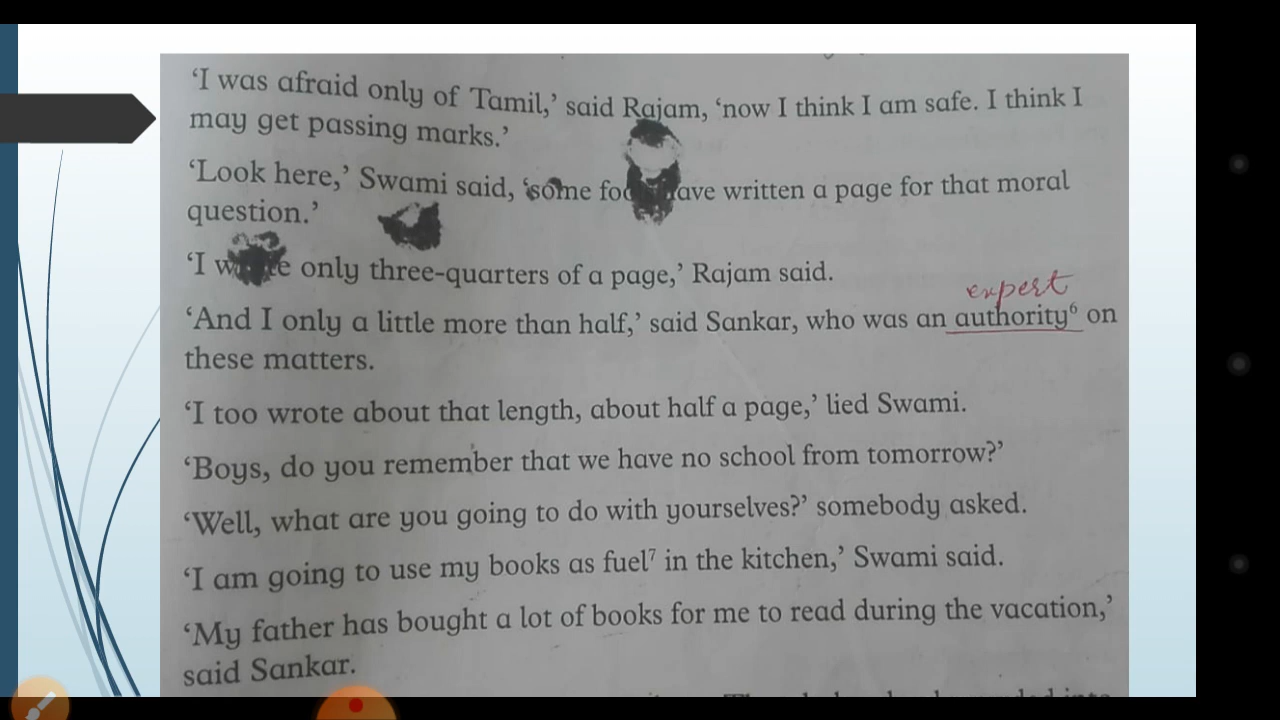 ‘I was afraid only of Tamil,’ said Rajam, ‘now I think I am safe. I think I
may get passing marks.’
‘Look here,’ Swami said, ‘some have written a page for that moral
question.’
‘I wrote only three-quarters of a page,’ Rajam said.
expert
‘And I only a little more than half,’ said Sankar, who was an authority⁶ on
these matters.
‘I too wrote about that length, about half a page,’ lied Swami.
‘Boys, do you remember that we have no school from tomorrow?’
‘Well, what are you going to do with yourselves?’ somebody asked.
‘I am going to use my books as fuel⁷ in the kitchen,’ Swami said.
‘My father has bought a lot of books for me to read during the vacation,’
said Sankar.